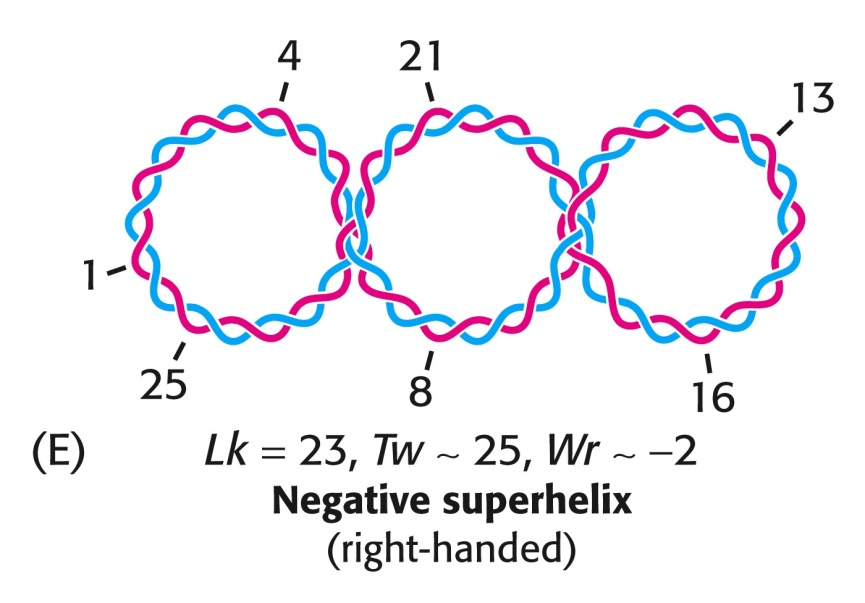 4
21
13
1
25
8
16
(E) Lk = 23, Tw ~ 25, Wr ~ −2
Negative superhelix
(right-handed)